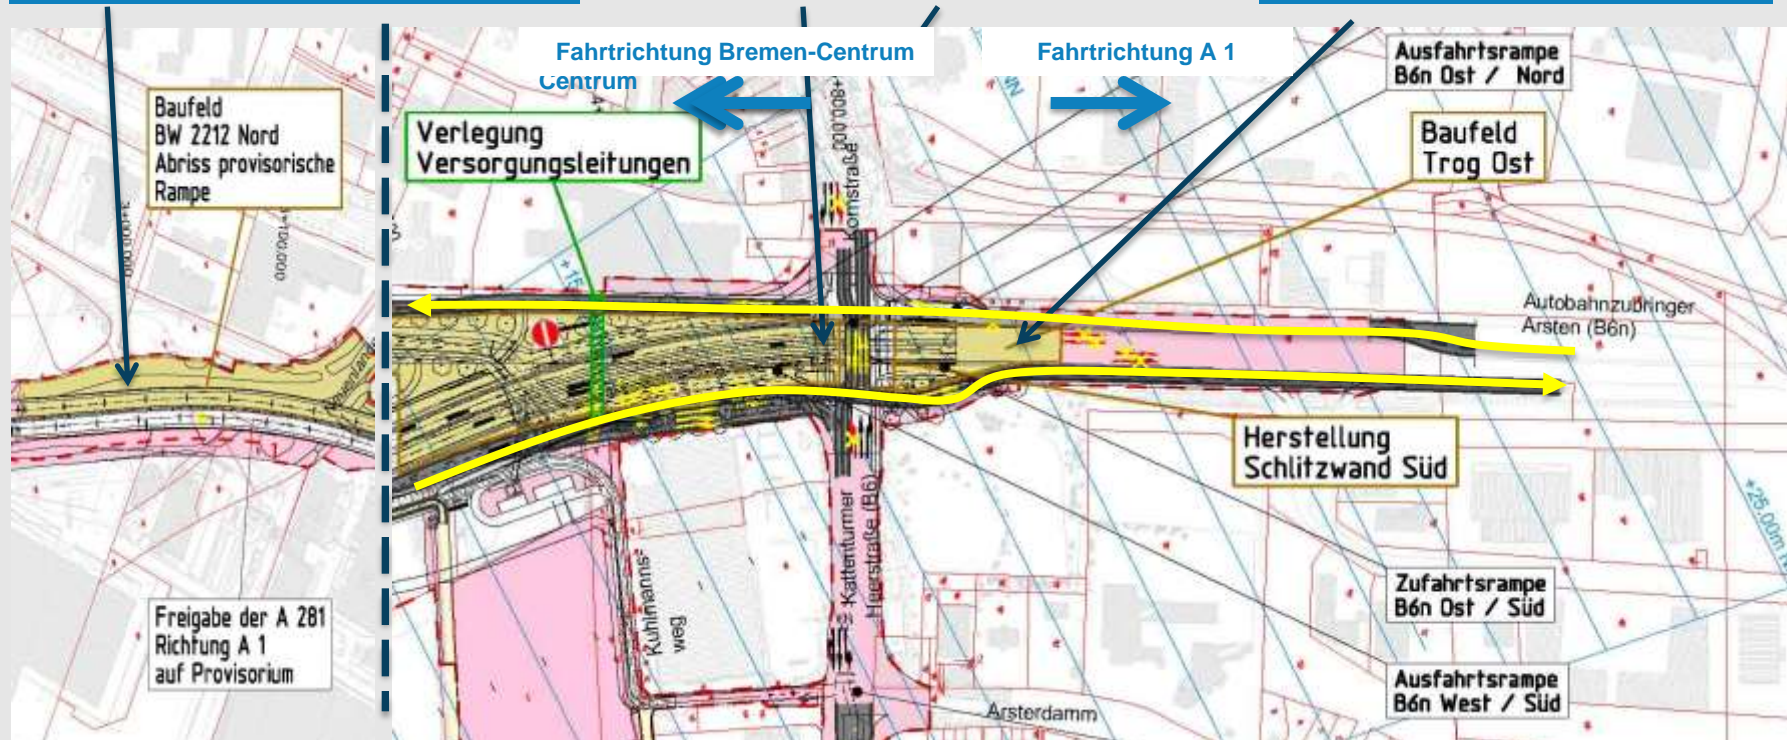 Fahrtrichtung Bremen-Centrum
Centrum
Fahrtrichtung A 1
Ausfahrtsrampe
B6n Ost / Nord
Baufeld
BW 2212 Nord
Abriss provisorische
Rampe
Verlegung
Versorgungsleitungen
Baufeld
Trog Ost
Autobahnzubringer
Arsten (B6n)
Herstellung
Schlitzwand Süd
Kattenturmer
Heerstraße (B6)
Kuhlmanns-
weg
Zufahrtsrampe
B6n Ost / Süd
Freigabe der A 281
Richtung A 1
auf Provisorium
Ausfahrtsrampe
B6n West / Süd
Arsterdamm